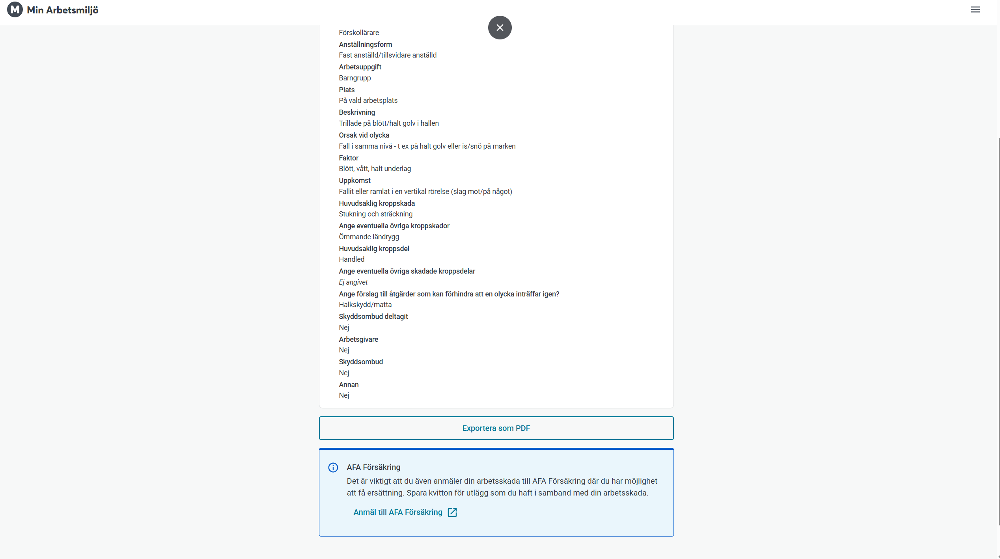 M Min Arbetsmiljö
Förskollärare
Anställningsform
Fast anställd/tillsvidare anställd
Arbetsuppgift
Barngrupp
Plats
På vald arbetsplats
Beskrivning
Trillade på blött/halt golv i hallen
Orsak vid olycka
Fall i samma nivå - t ex på halt golv eller is/snö på marken
Faktor
Blött, vått, halt underlag
Uppkomst
Fallit eller ramlat i en vertikal rörelse (slag mot/på något)
Huvudsaklig kroppskada
Stukning och sträckning
Ange eventuella övriga kroppskador
Ömmande ländrygg
Huvudsaklig kroppsdel
Handled
Ange eventuella övriga skadade kroppsdelar
Ej angivet
Ange förslag till åtgärder som kan förhindra att en olycka inträffar igen?
Halkskydd/matta
Skyddsombud deltagit
Nej
Arbetsgivare
Nej
Skyddsombud
Nej
Annan
Nej
Exportera som PDF
AFA Försäkring
Det är viktigt att du även anmäler din arbetsskada till AFA Försäkring där du har möjlighet
att få ersättning. Spara kvitton för utlägg som du haft i samband med din arbetsskada.
Anmäl till AFA Försäkring